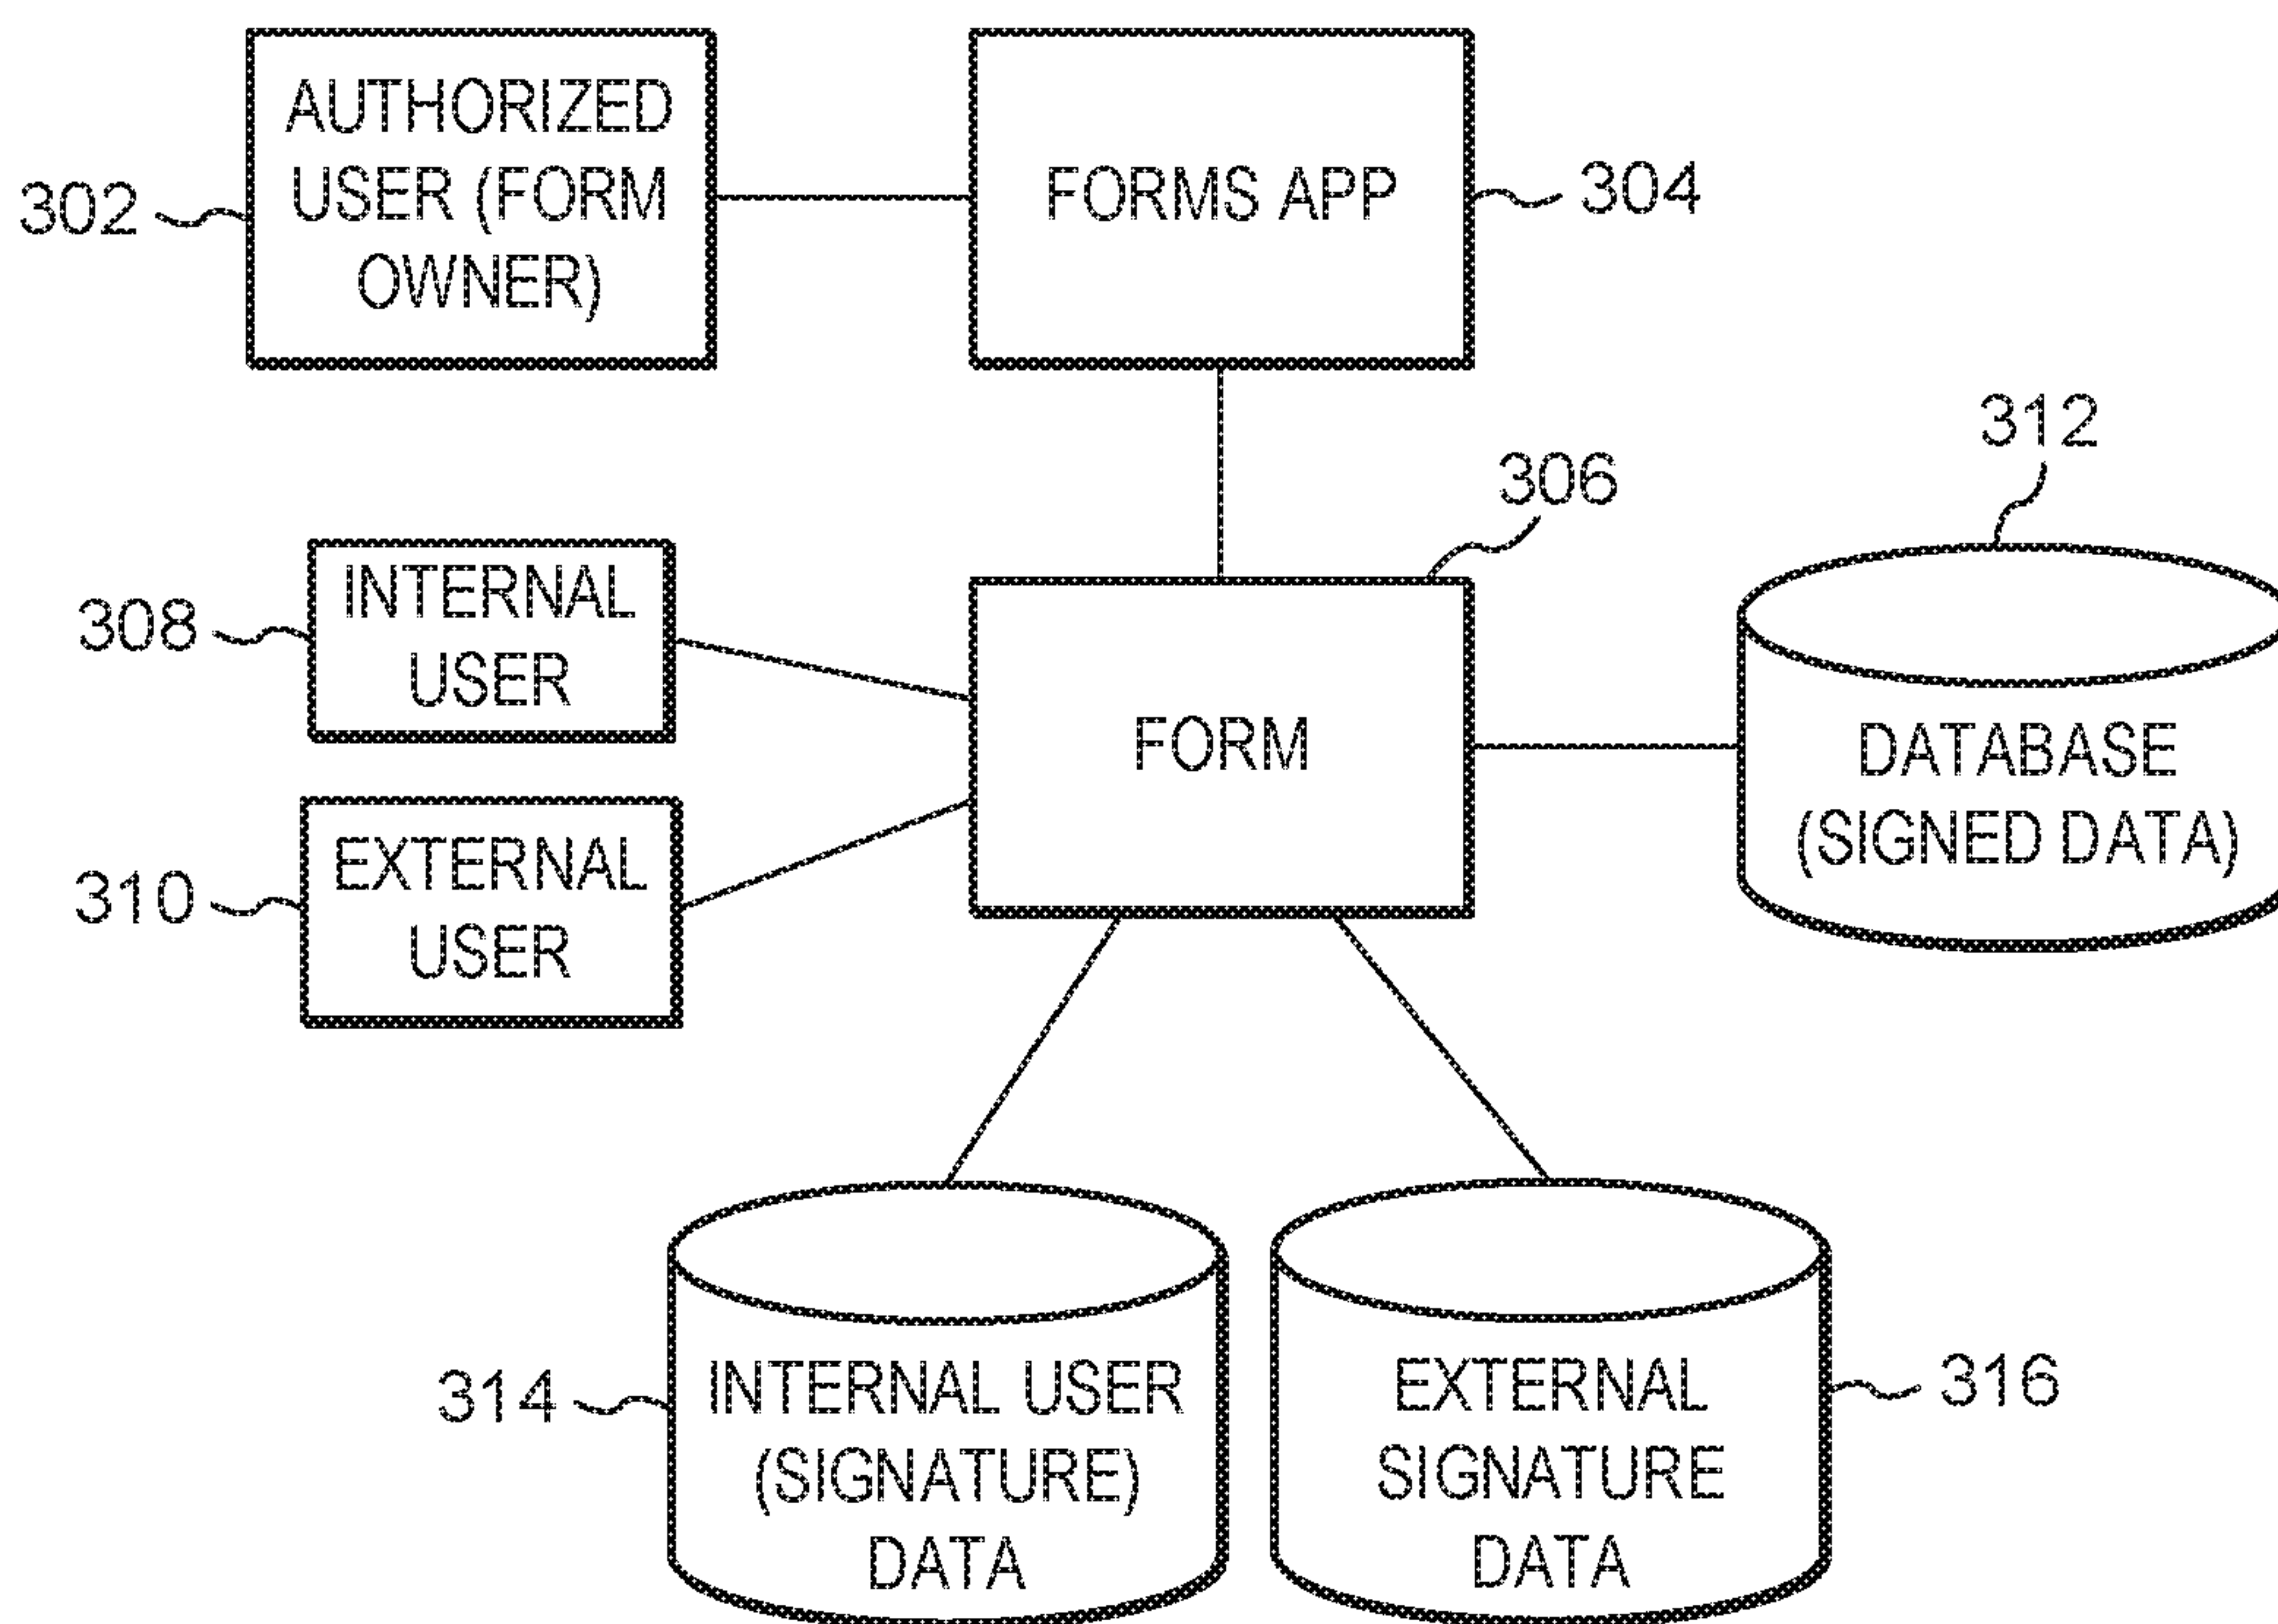 AUTHORIZED
USER (FORM
OWNER)
302
FORMS APP
304
312
306
INTERNAL
USER
308
FORM
DATABASE
(SIGNED DATA)
EXTERNAL
USER
310
INTERNAL USER
(SIGNATURE)
DATA
314
EXTERNAL
SIGNATURE
DATA
316